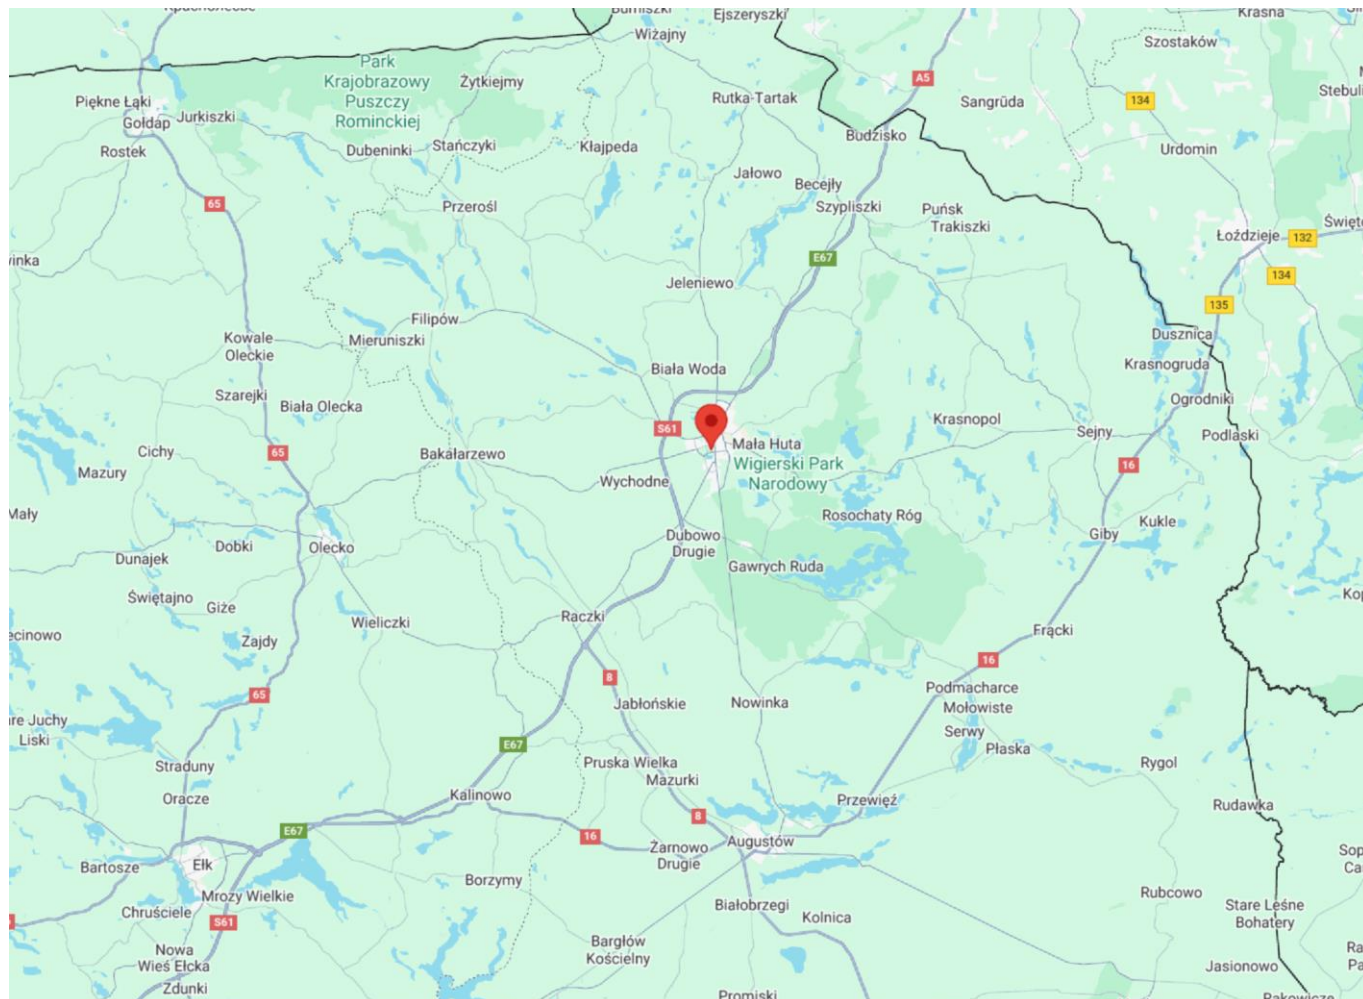 Ejszeryszki
Wiżajny
Krasna
Szostaków
Park
Krajobrazowy
Puszczy
Rominckiej
Żytkiejmy
A5
Piękne Łąki
Gołdap
Jurkiszki
Rutka-Tartak
Sangrūda
134
Rostek
Dubeninki
Stańczyki
Kłajpeda
Budzisko
Urdomin
Jałowo
Becejły
65
Przerośl
Szypliszki
Puńsk
Trakiszki
Łoździeje
132
E67
134
Jeleniewo
135
Filipów
Mieruniszki
Kowale
Oleckie
Dusznica
Krasnogruda
Biała Woda
Szarejki
Biała Olecka
Ogrodniki
S61
Krasnopol
Sejny
Podlaski
Mała Huta
Wigierski Park
Narodowy
Cichy
65
Mazury
Bakałarzewo
16
Wychodne
Mały
Rosochaty Róg
Kukle
Giby
Dubowo
Drugie
Dobki
Olecko
Dunajek
Gawrych Ruda
Świętajno
Giże
Raczki
Wieliczki
Zajdy
Frącki
16
8
65
Podmacharce
Mołowiste
Jabłońskie
Nowinka
re Juchy
Liski
Serwy
Płaska
E67
Straduny
Pruska Wielka
Mazurki
Rygol
Oracze
Kalinowo
Przewięź
Rudawka
8
E67
16
Augustów
Żarnowo
Drugie
Bartosze
Ełk
Borzymy
Mrozy Wielkie
Rubcowo
Chruściele
S61
Białobrzegi
Kolnica
Stare Leśne
Bohatery
Nowa
Wieś Ełcka
Bargłów
Kościelny
Jasionowo
Zdunki
Promiski